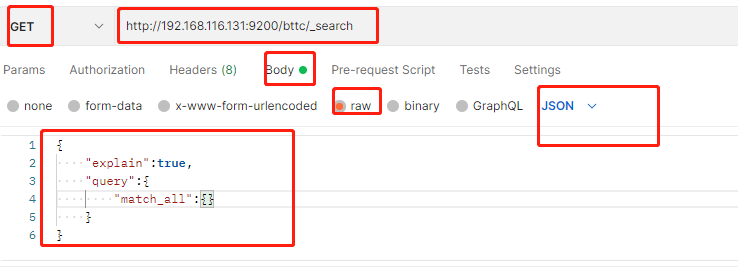 GET http://192.168.116.131:9200/bttc/_search
Params Authorization Headers (8) Body Pre-request Script Tests Settings
none form-data x-www-form-urlencoded raw binary GraphQL JSON
1 {
2 "explain":true,
3 "query":{
4 "match_all":{}
5 }
6 }